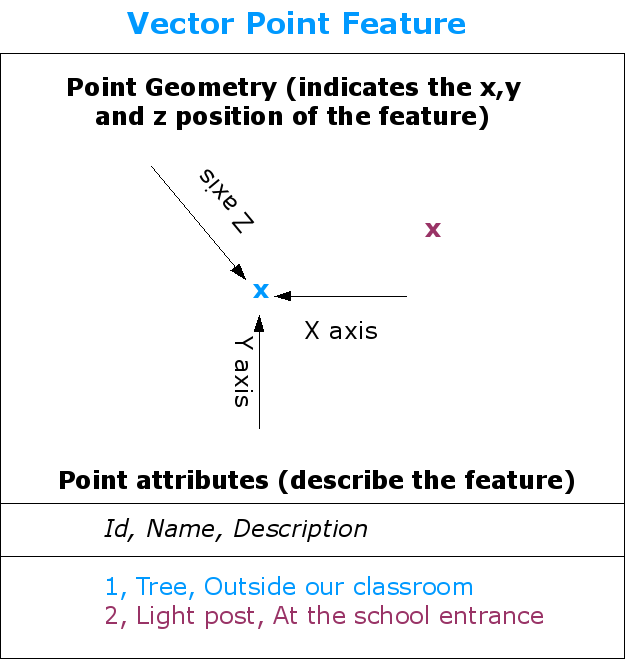 Vector Point Feature
Point Geometry (indicates the x,y
and z position of the feature)
Z axis
x
x
X axis
Y axis
Point attributes (describe the feature)
Id, Name, Description
1, Tree, Outside our classroom
2, Light post, At the school entrance